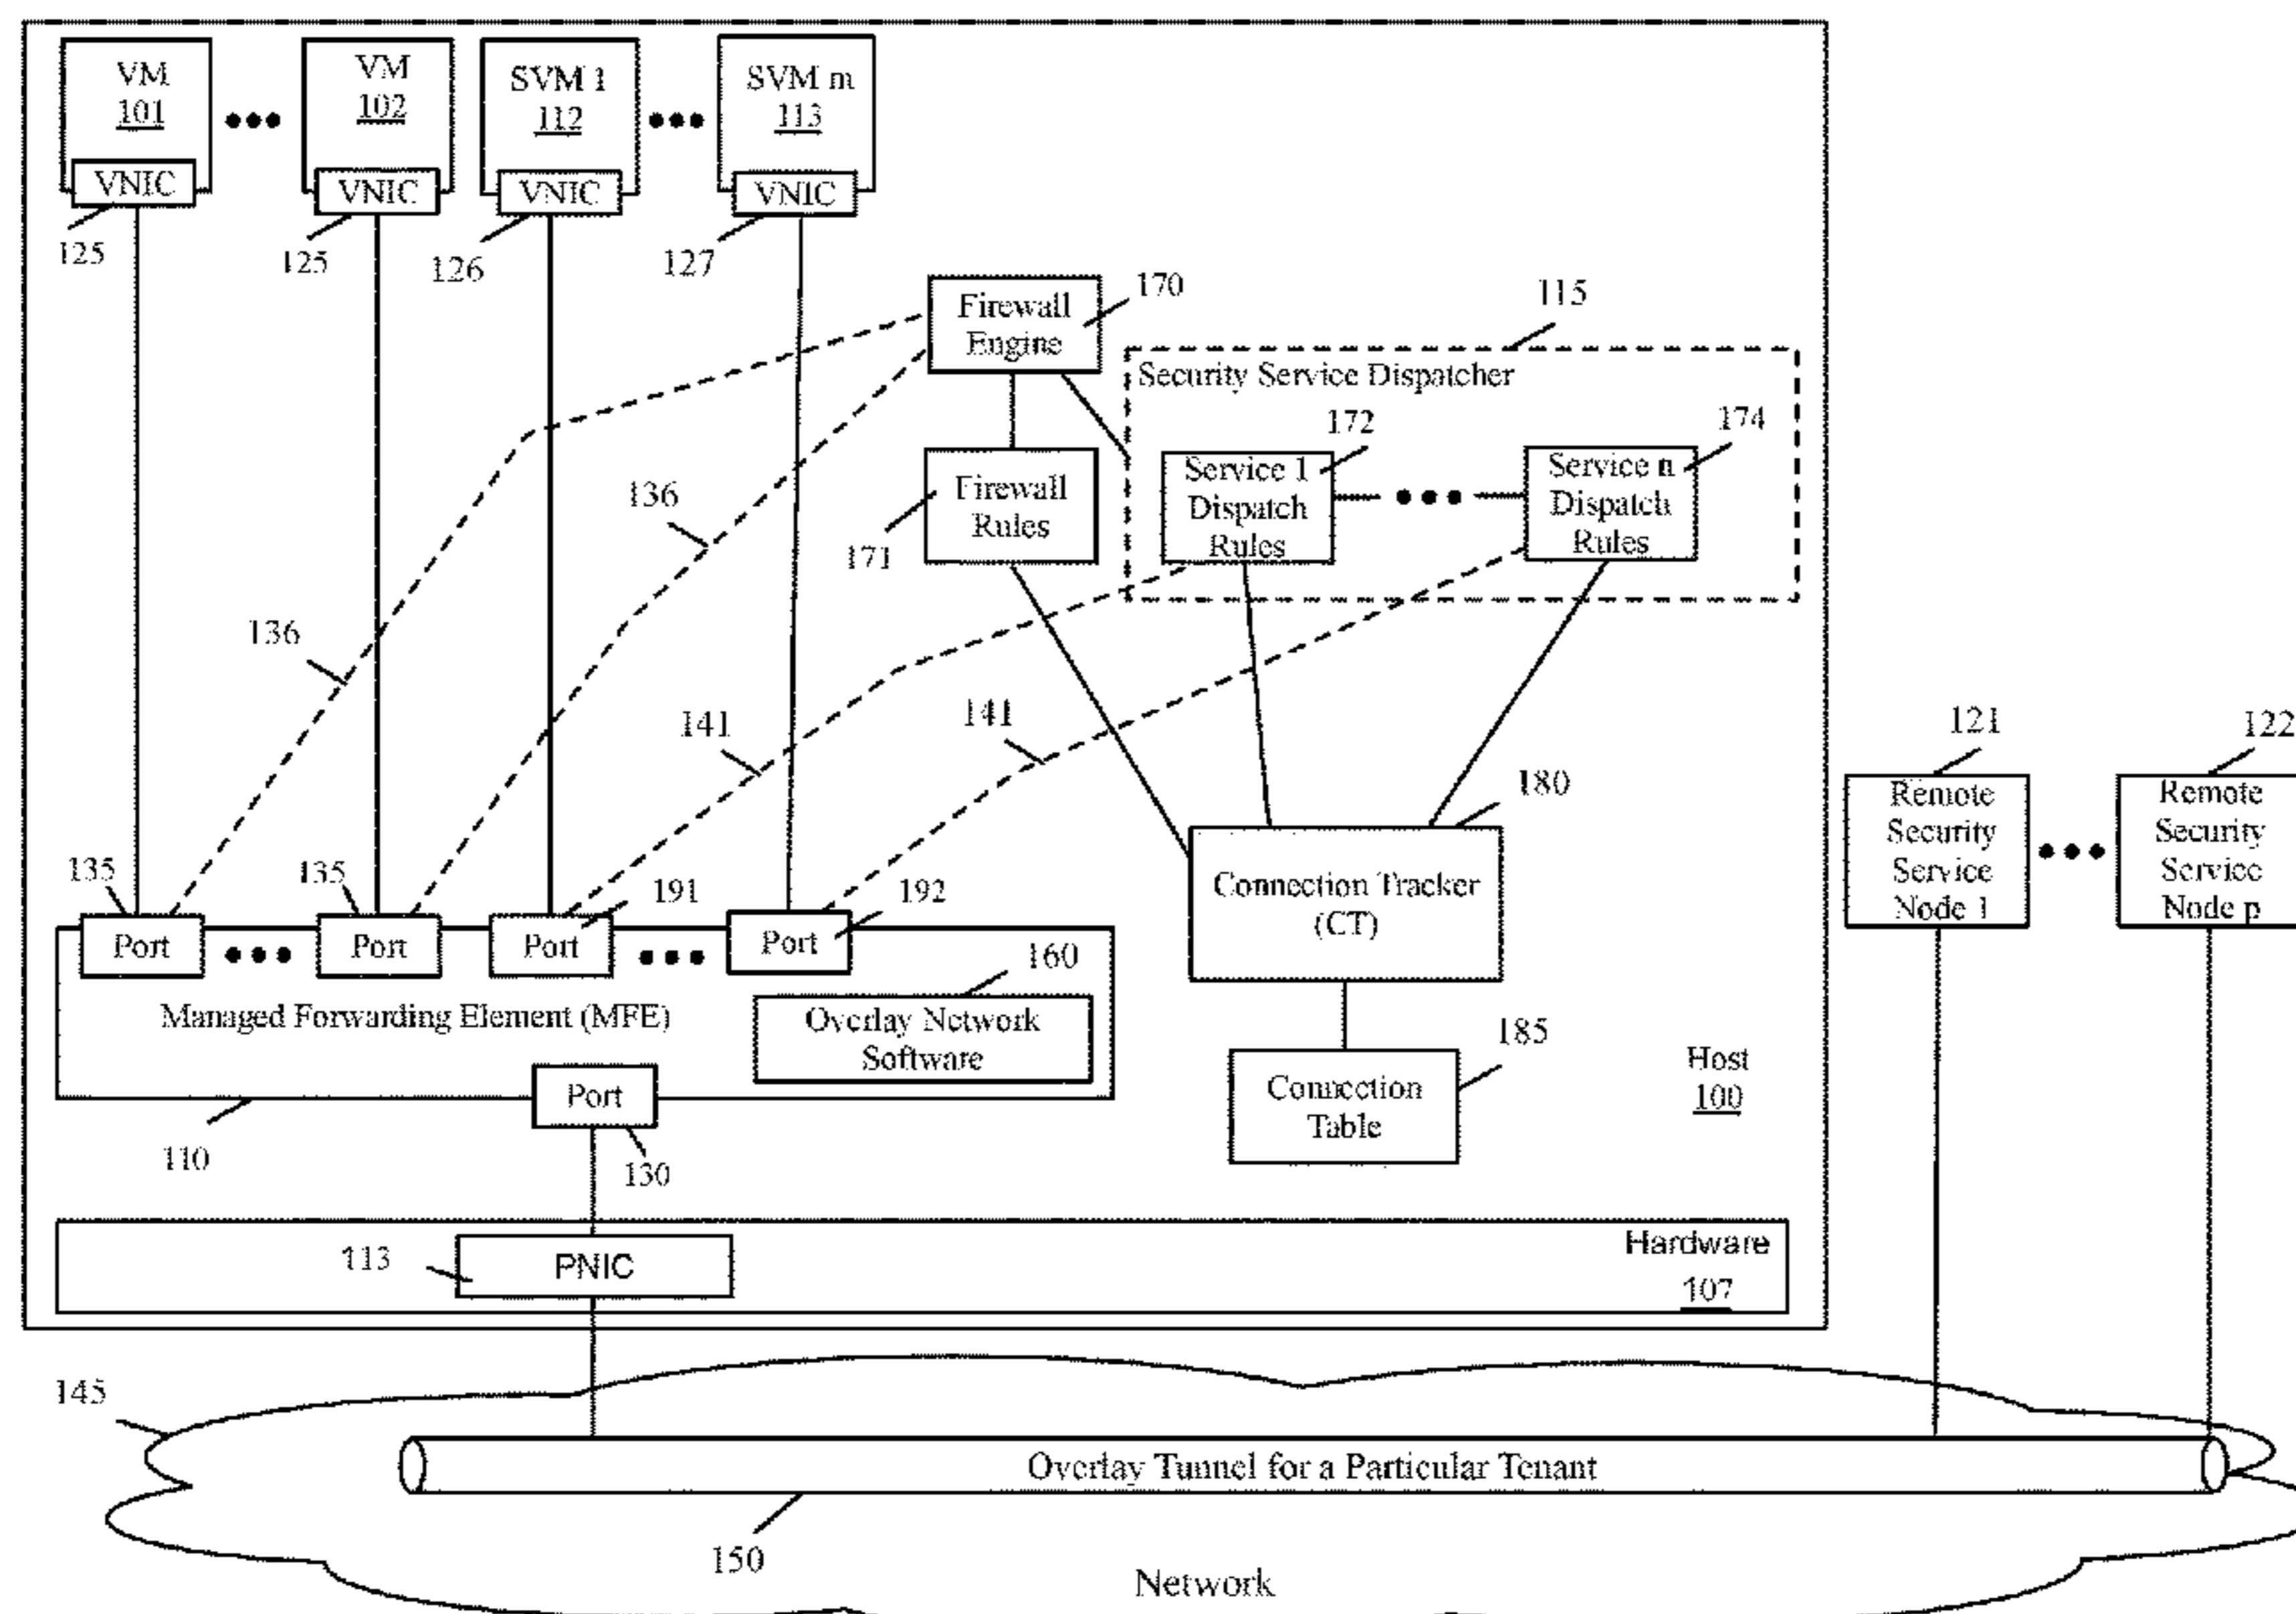 VM
101
VM
102
SVM 1
112
SVM m
113
VNIC
VNIC
VNIC
VNIC
125
125
126
127
Firewall
Engine
170
115
Security Service Dispatcher
172
174
Service 1
Dispatch
Rules
Service n
Dispatch
Rules
Firewall
Rules
171
136
136
141
141
121
122
Remote
Security
Service
Node 1
Remote
Security
Service
Node p
180
Connection Tracker
(CT)
135
135
191
192
Port
Port
Port
Port
160
Managed Forwarding Element (MFE)
Overlay Network
Software
185
Connection
Table
Host
100
Port
110
130
113
PNIC
Hardware
107
145
Overlay Tunnel for a Particular Tenant
150
Network